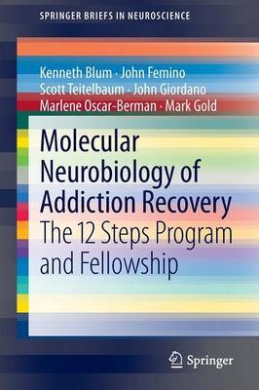 SPRINGER BRIEFS IN NEUROSCIENCE
Kenneth Blum · John Femino
Scott Teitelbaum · John Giordano
Marlene Oscar-Berman · Mark Gold
Molecular
Neurobiology of
Addiction Recovery
The 12 Steps Program
and Fellowship
Springer